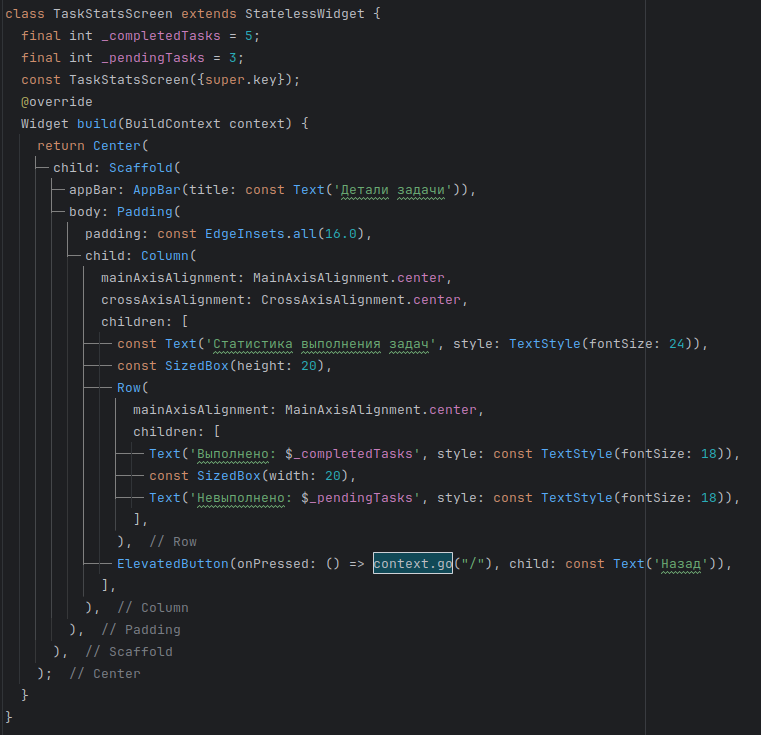 class TaskStatsScreen extends StatelessWidget {
final int _completedTasks = 5;
final int _pendingTasks = 3;
const TaskStatsScreen({super.key});
@override
Widget build(BuildContext context) {
return Center(
child: Scaffold(
appBar: AppBar(title: const Text('Детали задачи')),
body: Padding(
padding: const EdgeInsets.all(16.0),
child: Column(
mainAxisAlignment: MainAxisAlignment.center,
crossAxisAlignment: CrossAxisAlignment.center,
children: [
const Text('Статистика выполнения задач', style: TextStyle(fontSize: 24)),
const SizedBox(height: 20),
Row(
mainAxisAlignment: MainAxisAlignment.center,
children: [
Text('Выполнено: $_completedTasks', style: const TextStyle(fontSize: 18)),
const SizedBox(width: 20),
Text('Невыполнено: $_pendingTasks', style: const TextStyle(fontSize: 18)),
],
), // Row
ElevatedButton(onPressed: () => context.go("/"), child: const Text('Назад')),
],
), // Column
), // Padding
), // Scaffold
); // Center
}
}